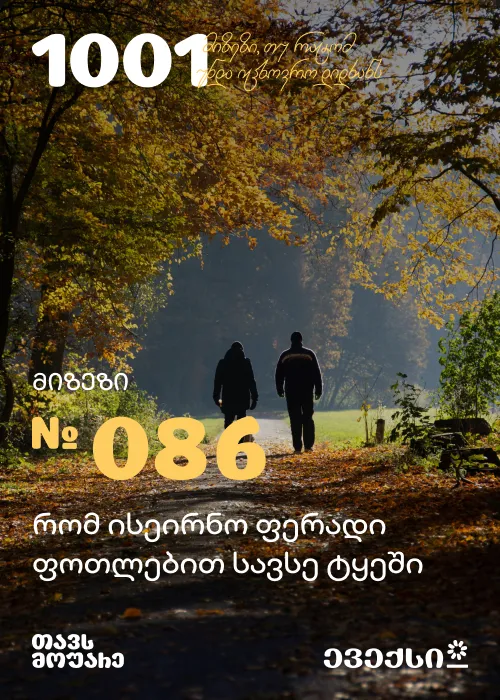 1001
მიზეზი, თუ რატომ
უნდა იცხოვრო დიდხანს
მიზეზი
№ 086
რომ ისეირნო ფერადი
ფოთლებით სავსე ტყეში
თავს
მოუარე
ევექსი